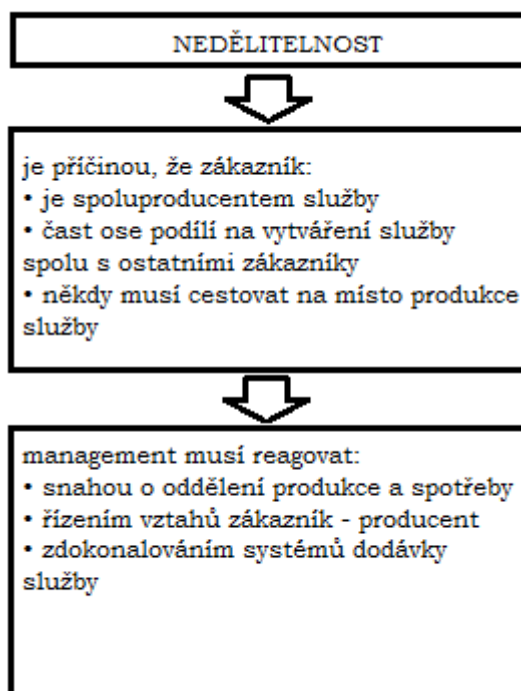 NEDĚLITELNOST
je příčinou, že zákazník:
• je spoluproducentem služby
• čast ose podílí na vytváření služby
spolu s ostatními zákazníky
• někdy musí cestovat na místo produkce
služby
management musí reagovat:
• snahou o oddělení produkce a spotřeby
• řízením vztahů zákazník - producent
• zdokonalováním systémů dodávky
služby